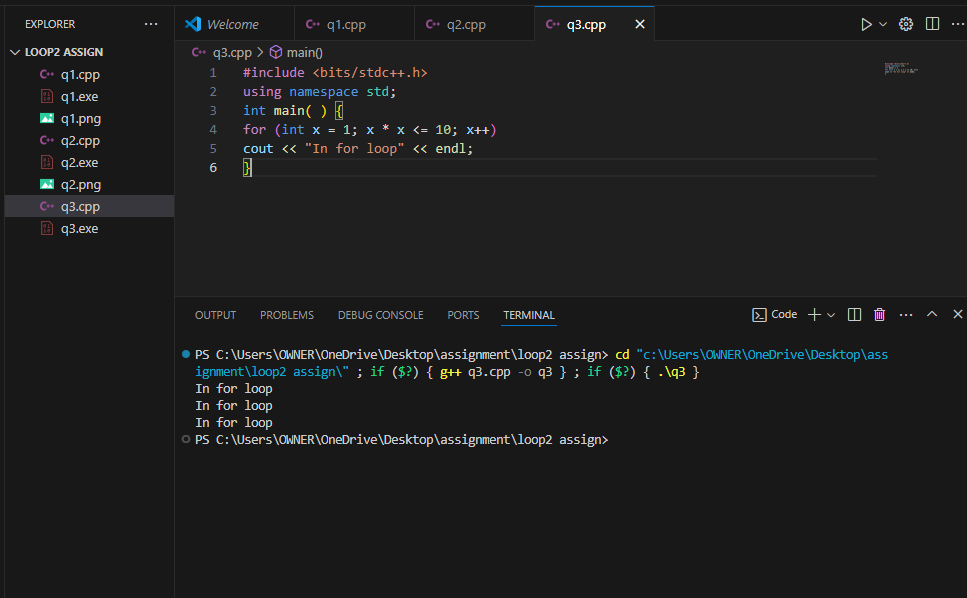 EXPLORER
LOOP2 ASSIGN
q1.cpp
q1.exe
q1.png
q2.cpp
q2.exe
q2.png
q3.cpp
q3.exe
Welcome
q1.cpp
q2.cpp
q3.cpp
q3.cpp > main()
1 #include <bits/stdc++.h>
2 using namespace std;
3 int main( ) {
4 for (int x = 1; x * x <= 10; x++)
5 cout << "In for loop" << endl;
6 }
OUTPUT PROBLEMS DEBUG CONSOLE PORTS TERMINAL
Code
PS C:\Users\OWNER\OneDrive\Desktop\assignment\loop2 assign> cd "c:\Users\OWNER\OneDrive\Desktop\ass
ignment\loop2 assign\" ; if ($?) { g++ q3.cpp -o q3 } ; if ($?) { .\q3 }
In for loop
In for loop
In for loop
PS C:\Users\OWNER\OneDrive\Desktop\assignment\loop2 assign>